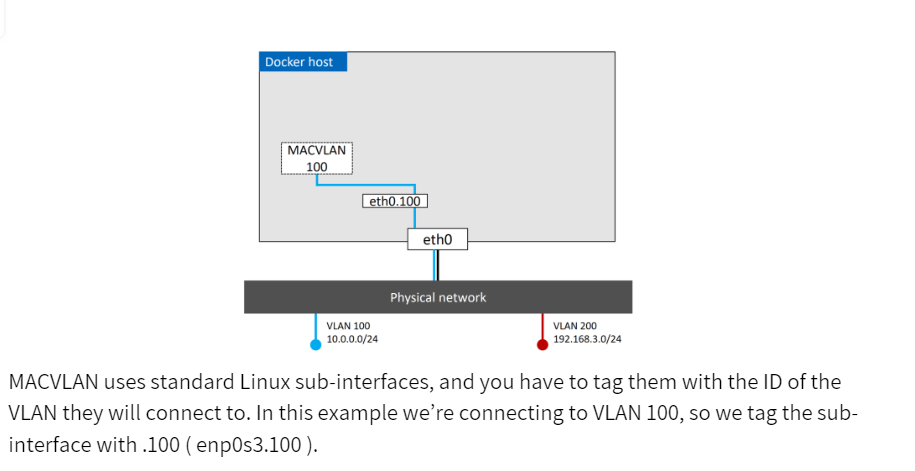 Docker host
MACVLAN
100
eth0.100
eth0
Physical network
VLAN 100
10.0.0.0/24
VLAN 200
192.168.3.0/24
MACVLAN uses standard Linux sub-interfaces, and you have to tag them with the ID of the
VLAN they will connect to. In this example we’re connecting to VLAN 100, so we tag the sub-
interface with .100 ( enp0s3.100 ).